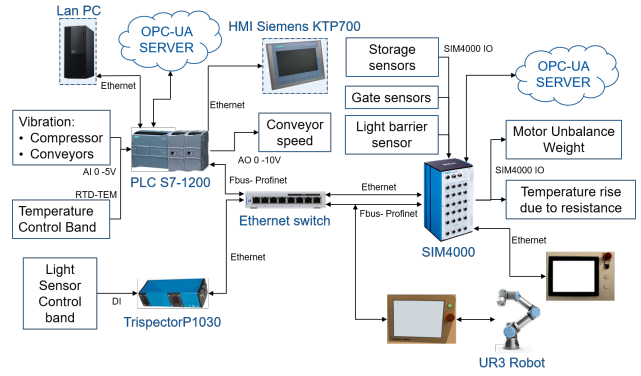 Lan PC
OPC-UA
SERVER
HMI Siemens KTP700
Storage
sensors
SIM4000 IO
OPC-UA
SERVER
Ethernet
Ethernet
Gate sensors
Vibration:
• Compressor
• Conveyors
Conveyor
speed
Light barrier
sensor
Motor Unbalance
Weight
AI 0 -5V
PLC S7-1200
AO 0 -10V
SIM4000 IO
RTD-TEM
Fbus- Profinet
Ethernet
Temperature
Control Band
Temperature rise
due to resistance
Ethernet switch
Fbus- Profinet
SIM4000
Ethernet
Ethernet
Light
Sensor
Control
band
DI
TrispectorP1030
UR3 Robot